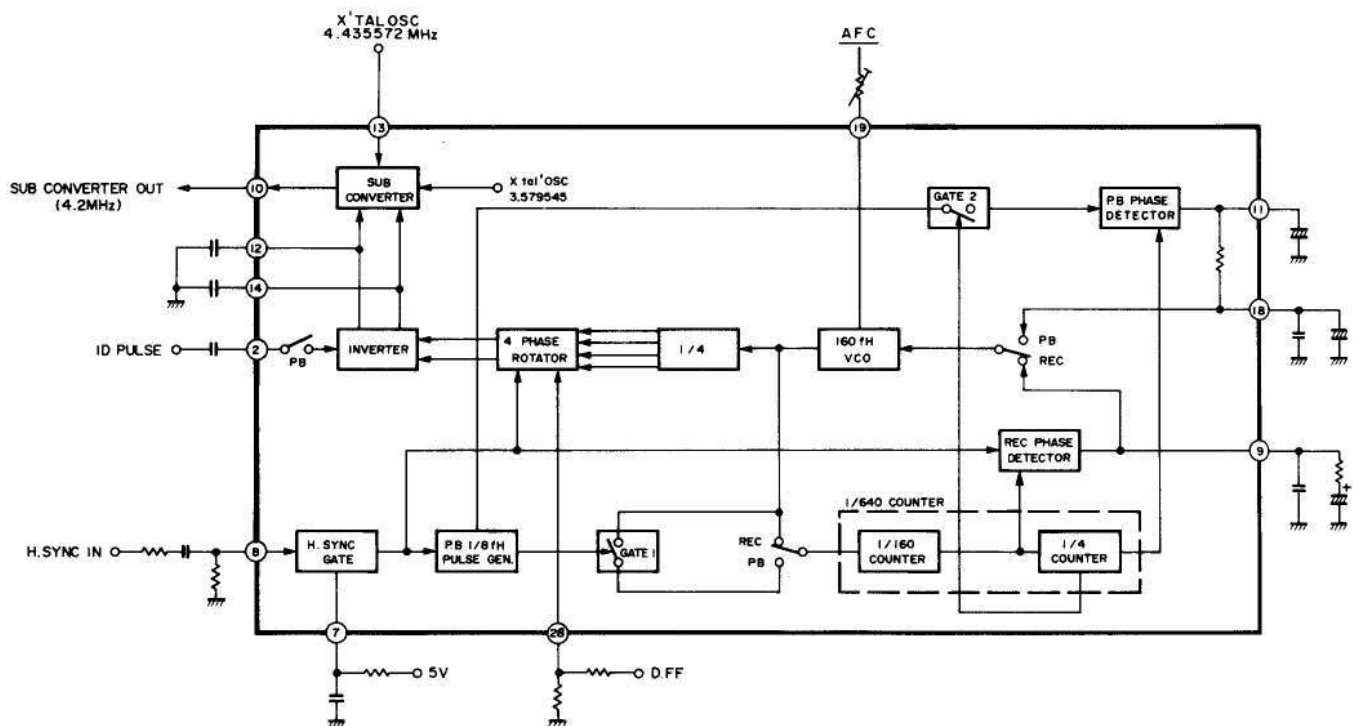 X'TAL OSC
4.435572 MHz
AFC
13
19
SUB CONVERTER OUT
(4.2MHz)
10
SUB
CONVERTER
X tal'OSC
3.579545
GATE 2
P.B PHASE
DETECTOR
11
12
14
18
ID PULSE
2
PB
INVERTER
4 PHASE
ROTATOR
1/4
160 fH
VCO
PB
REC
REC PHASE
DETECTOR
9
+
1/640 COUNTER
H.SYNC IN
8
H. SYNC
GATE
P.B 1/8 fH
PULSE GEN.
GATE 1
REC
PB
1/160
COUNTER
1/4
COUNTER
7
28
5V
D.FF